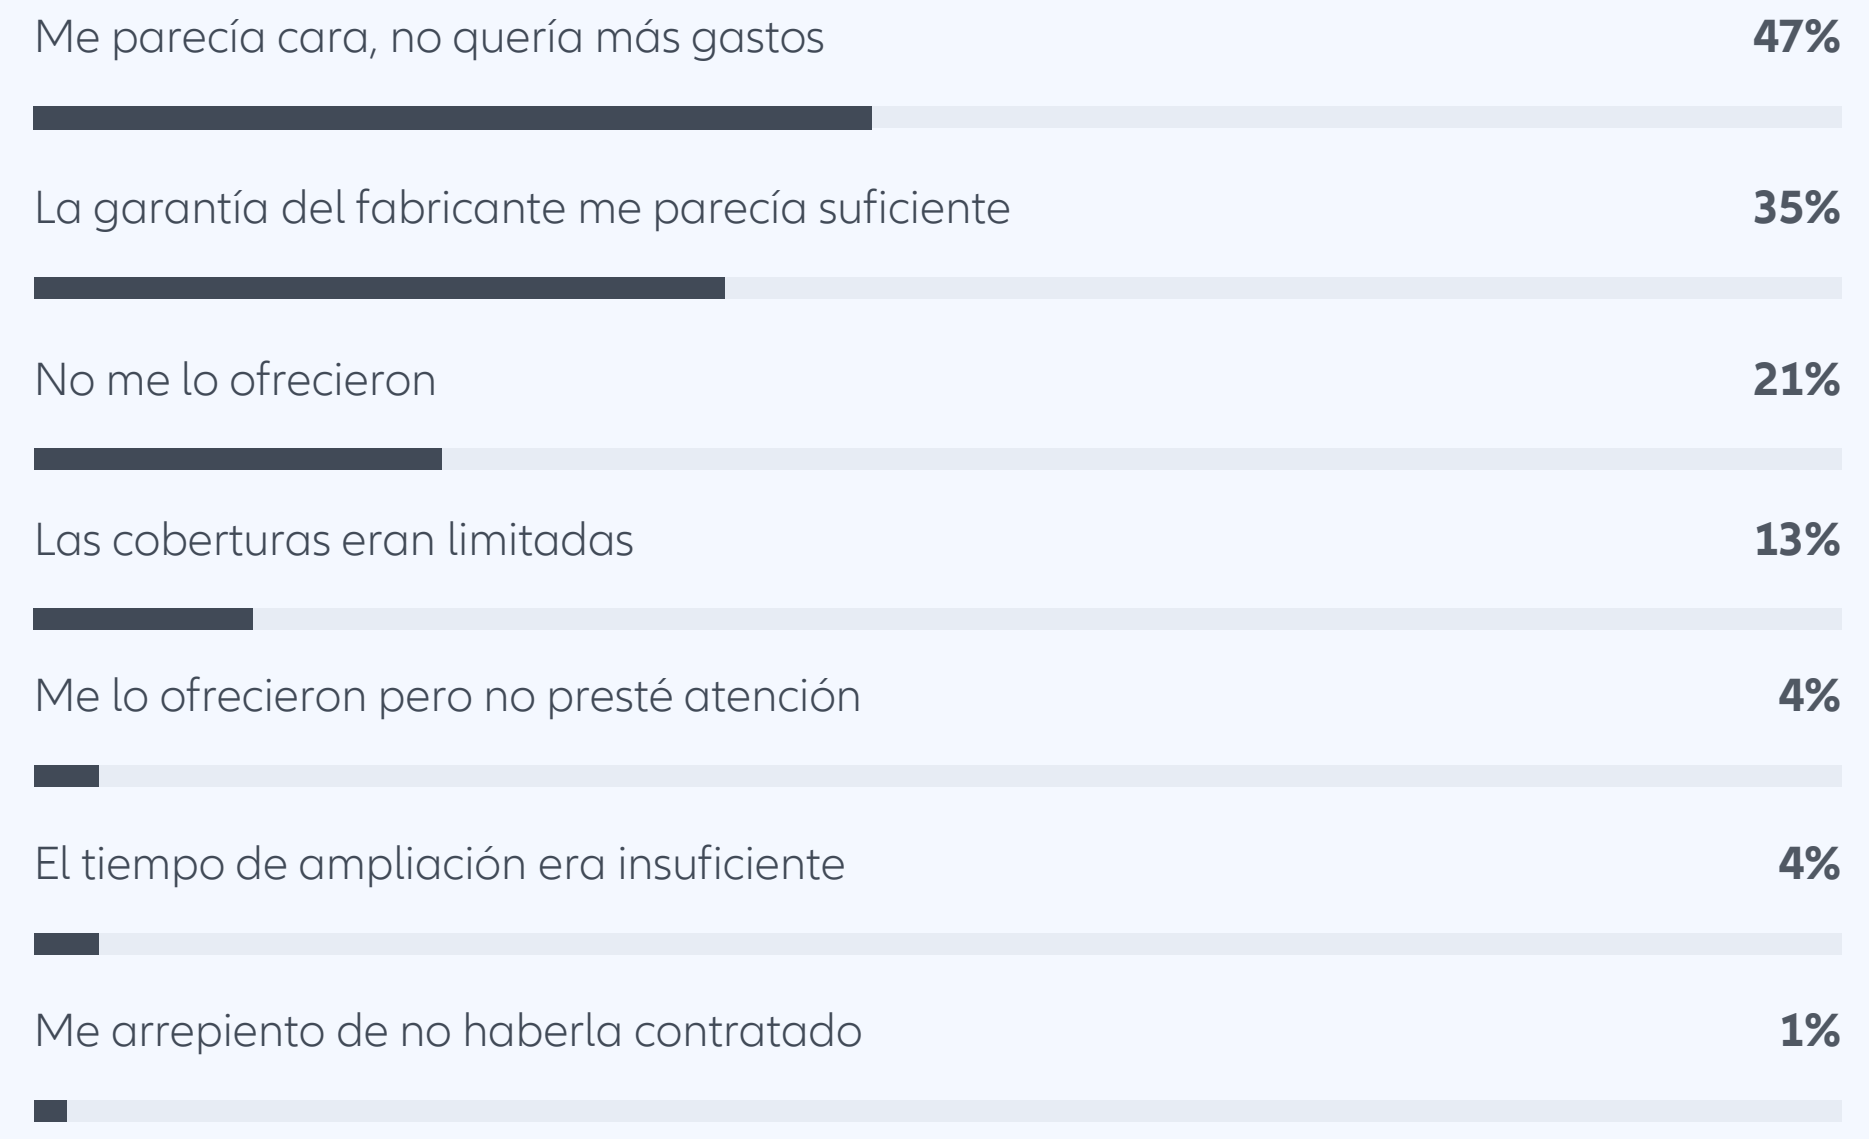 Me parecía cara, no quería más gastos 47%
La garantía del fabricante me parecía suficiente 35%
No me lo ofrecieron 21%
Las coberturas eran limitadas 13%
Me lo ofrecieron pero no presté atención 4%
El tiempo de ampliación era insuficiente 4%
Me arrepiento de no haberla contratado 1%